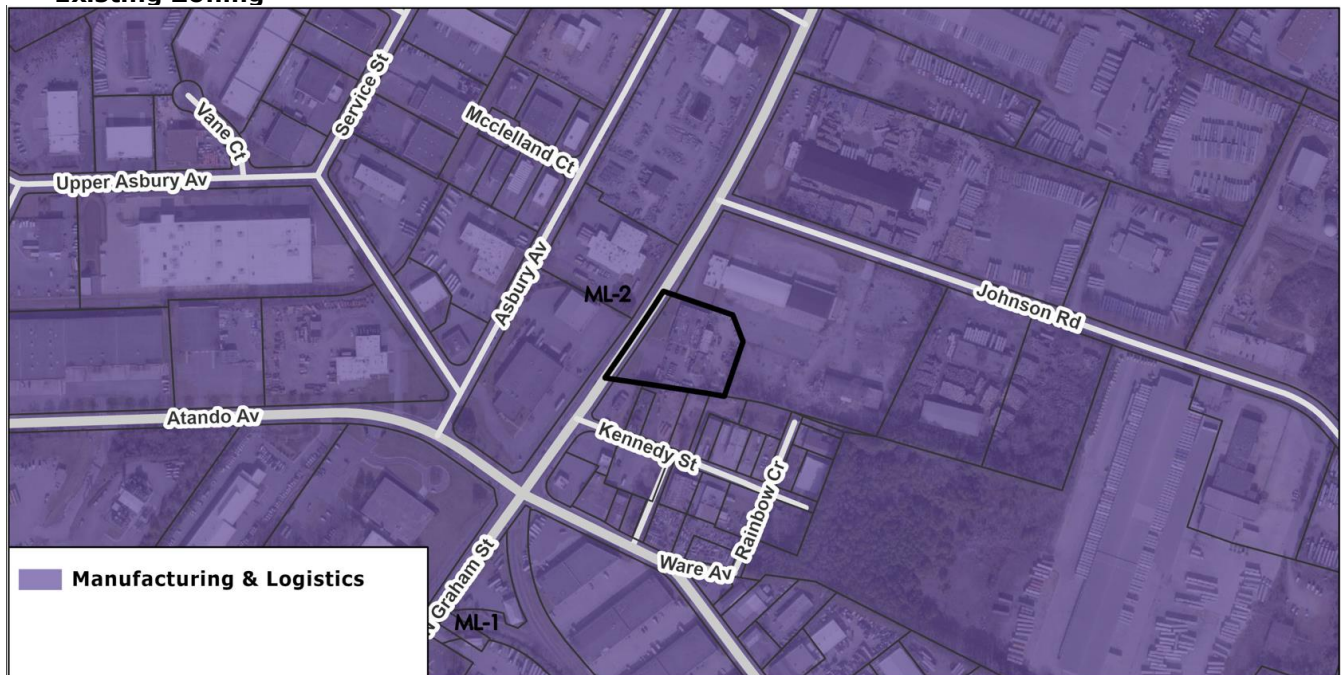 Existing Zoning
Vane Ct
Service St
Mcclelland Ct
Upper Asbury Av
Asbury Av
ML-2
Johnson Rd
Atando Av
Kennedy St
Rainbow Cr
Ware Av
Graham St
ML-1
Manufacturing & Logistics